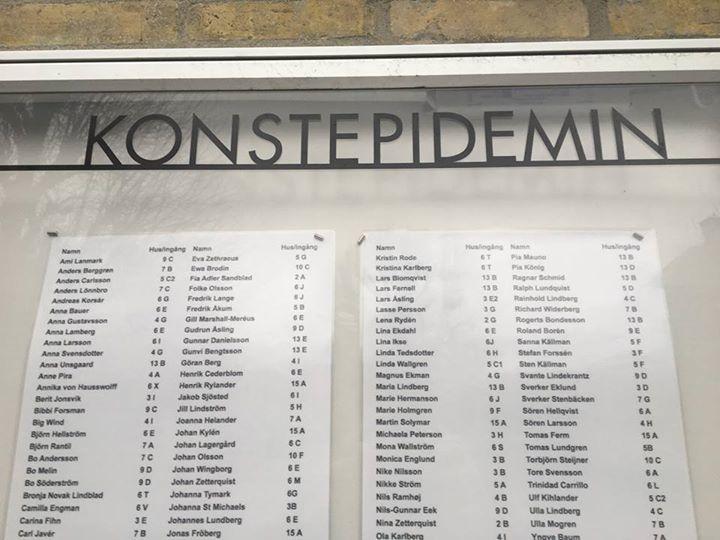 KONSTEPIDEMIN
Namn Hus/ingång Namn Hus/ingång
Ami Lanmark 9 C Eva Zethraeus 5 G
Anders Berggren 7 B Ewa Brodin 10 C
Anders Carlsson 5 C2 Fia Adler Sandblad 2 A
Anders Lönnbro 7 C Folke Olsson 6 J
Andreas Korsár 6 G Fredrik Lange 8 J
Anna Bauer 6 E Fredrik Åkum 5 B
Anna Gustavsson 4 G Gill Marshall-Meréus 6 E
Anna Lamberg 6 E Gudrun Åsling 9 D
Anna Larsson 6 I Gunnar Danielsson 13 E
Anna Svensdotter 4 G Gunvi Bengtsson 13 E
Anna Unsgaard 13 B Göran Berg 4 I
Anne Pira 4 A Henrik Cederblom 6 E
Annika von Hausswolff 6 X Henrik Rylander 15 A
Berit Jonsvik 3 I Jakob Sjösted 6 I
Bibbi Forsman 9 C Jill Lindström 5 H
Big Wind 4 I Joanna Helander 7 A
Björn Hellström 6 E Johan Kylén 15 A
Björn Rantil 7 A Johan Lagergård 6 C
Bo Andersson 7 C Johan Olsson 10 F
Bo Melin 9 D Johan Wingborg 6 E
Bo Söderström 9 D Johan Zetterquist 6 M
Bronja Novak Lindblad 6 T Johanna Tymark 6G
Camilla Engman 6 V Johanna St Michaels 3B
Carina Fihn 3 E Johannes Lundberg 6 E
Carl Javér 7 B Jonas Fröberg 15 A
Namn Hus/ingång Namn Hus/ingång
Kristin Rode 6 T Pia Mauno 13 B
Kristina Karlberg 6 T Pia König 13 D
Lars Blomqvist 13 B Ragnar Schmid 13 B
Lars Farnell 13 B Ralph Lundquist 5 D
Lars Åsling 3 E2 Rainhold Lindberg 4 C
Lasse Persson 3 G Richard Widerberg 7 B
Lena Rydén 2 G Rogerts Bondesson 13 B
Lina Ekdahl 6 E Roland Borén 9 E
Lina Ikse 6J Sanna Källman 5 F
Linda Tedsdotter 6 H Stefan Forssén 3 F
Linda Wallgren 5 C1 Sten Källman 5 F
Magnus Ekman 4 G Svante Lindekrantz 9 D
Maria Lindberg 13 B Sverker Eklund 3 D
Marie Hermanson 6 J Sverker Stenbäcken 7 G
Marie Holmgren 9 F Sören Hellqvist 6 A
Martin Solymar 15 A Sören Larsson 4 H
Michaela Peterson 3 H Tomas Ferm 15 A
Mona Wallström 6 S Tomas Lundgren 5B
Monica Englund 3 B Torbjörn Steijner 10 C
Nike Nilsson 3 B Tore Svensson 6 A
Nikke Ström 5 A Trinidad Carrillo 6 L
Nils Ramhøj 4 B Ulf Kihlander 5 C2
Nils-Gunnar Eek 9 D Ulla Lindberg 4 C
Nina Zetterquist 2 B Ulla Mogren 7 B
Ola Karlberg 4 I Yngve Baum 7 A